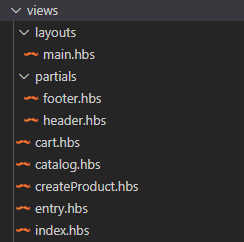 views
layouts
main.hbs
partials
footer.hbs
header.hbs
cart.hbs
catalog.hbs
createProduct.hbs
entry.hbs
index.hbs